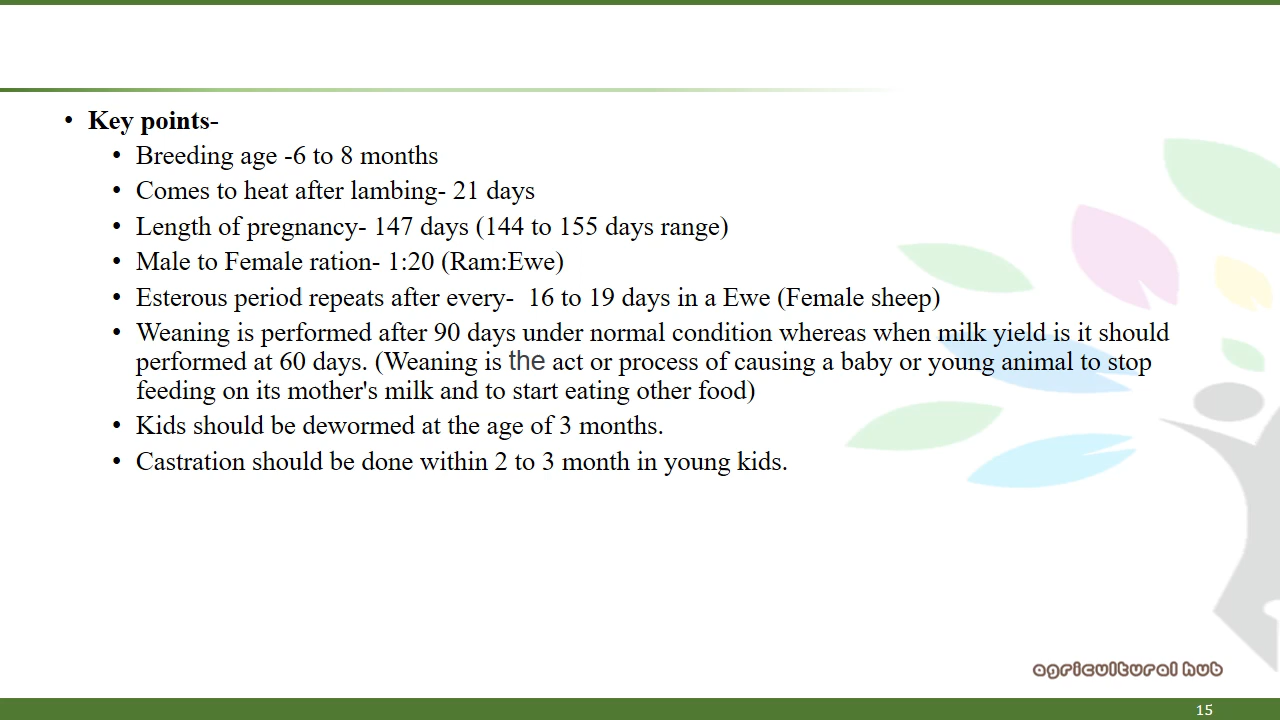 • Key points-
• Breeding age -6 to 8 months
• Comes to heat after lambing- 21 days
• Length of pregnancy- 147 days (144 to 155 days range)
• Male to Female ration- 1:20 (Ram:Ewe)
• Esterous period repeats after every- 16 to 19 days in a Ewe (Female sheep)
• Weaning is performed after 90 days under normal condition whereas when milk yield is it should
performed at 60 days. (Weaning is the act or process of causing a baby or young animal to stop
feeding on its mother's milk and to start eating other food)
• Kids should be dewormed at the age of 3 months.
• Castration should be done within 2 to 3 month in young kids.
agricultural hub
15